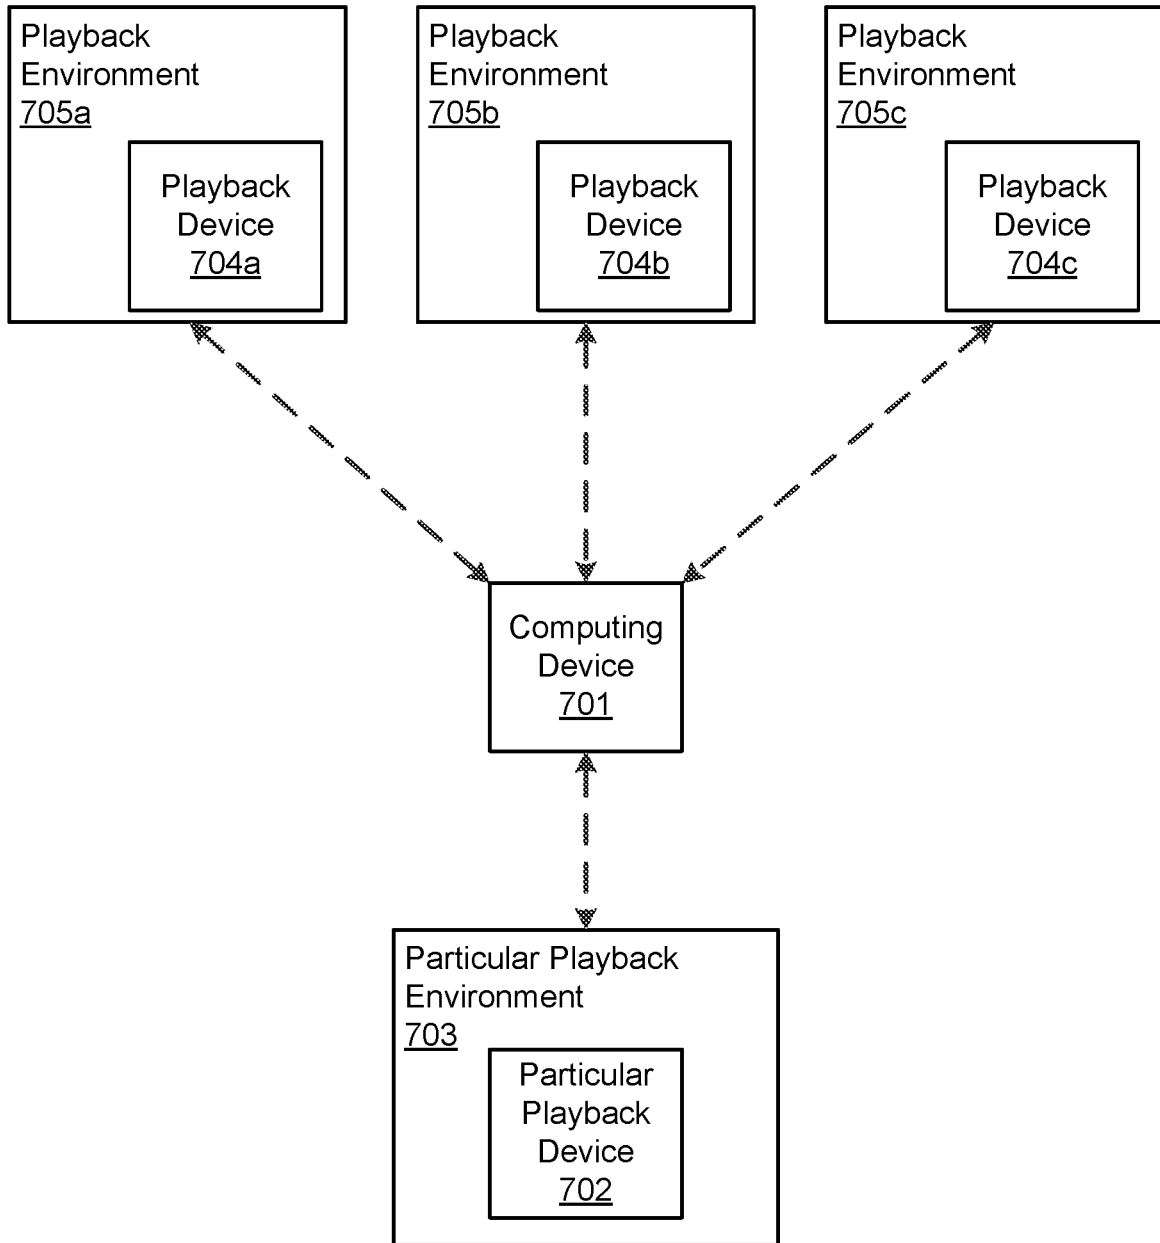 Playback
Environment
705a
Playback
Device
704a
Playback
Environment
705b
Playback
Device
704b
Playback
Environment
705c
Playback
Device
704c
Computing
Device
701
Particular Playback
Environment
703
Particular
Playback
Device
702